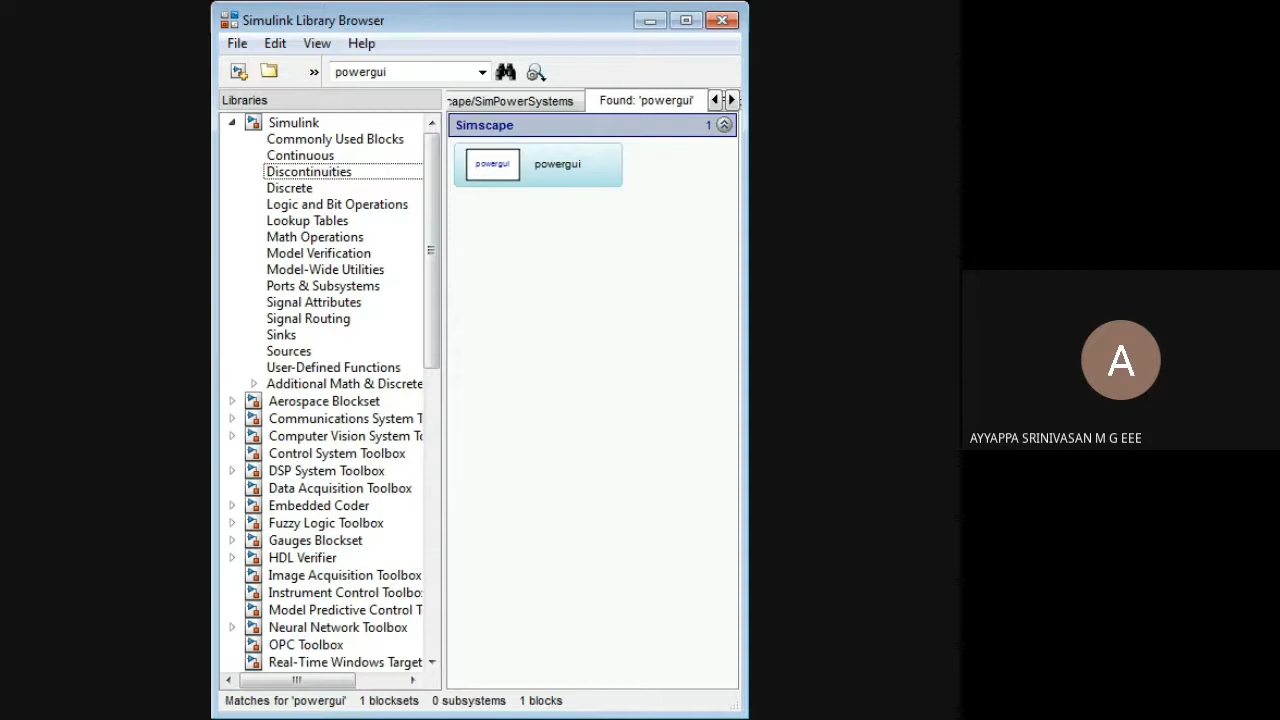 Simulink Library Browser
File Edit View Help
» powergui
Libraries
Simulink
Commonly Used Blocks
Continuous
Discontinuities
Discrete
Logic and Bit Operations
Lookup Tables
Math Operations
Model Verification
Model-Wide Utilities
Ports & Subsystems
Signal Attributes
Signal Routing
Sinks
Sources
User-Defined Functions
Additional Math & Discrete
Aerospace Blockset
Communications System T
Computer Vision System To
Control System Toolbox
DSP System Toolbox
Data Acquisition Toolbox
Embedded Coder
Fuzzy Logic Toolbox
Gauges Blockset
HDL Verifier
Image Acquisition Toolbox
Instrument Control Toolbo
Model Predictive Control T
Neural Network Toolbox
OPC Toolbox
Real-Time Windows Target
cape/SimPowerSystems Found: 'powergui'
Simscape 1
powergui powergui
Matches for 'powergui' 1 blocksets 0 subsystems 1 blocks
A
AYYAPPA SRINIVASAN M G EEE